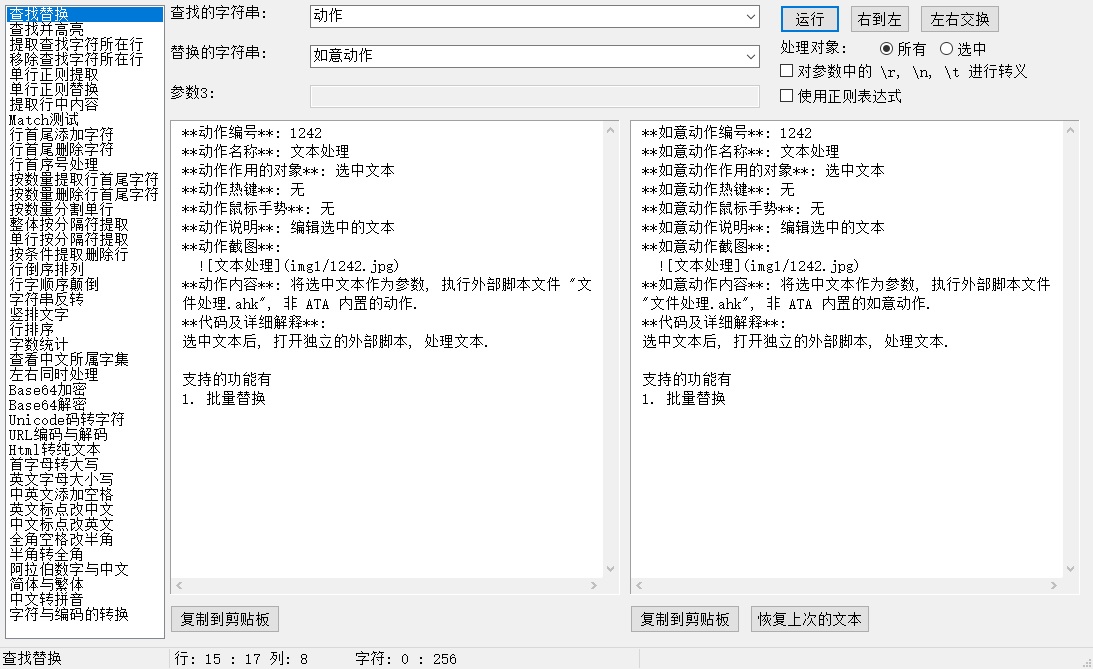 查找替换
查找并高亮
提取查找字符所在行
移除查找字符所在行
单行正则提取
单行正则替换
提取行中内容
Match测试
行首尾添加字符
行首尾删除字符
行首序号处理
按数量提取行首尾字符
按数量删除行首尾字符
按数量分割单行
整体按分隔符提取
单行按分隔符提取
按条件提取删除行
行倒序排列
行字顺序颠倒
字符串反转
竖排文字
行排序
字数统计
查看中文所属字集
左右同时处理
Base64加密
Base64解密
Unicode码转字符
URL编码与解码
Html转纯文本
首字母转大写
英文字母大小写
中英文添加空格
英文标点改中文
中文标点改英文
全角空格改半角
半角转全角
阿拉伯数字与中文
简体与繁体
中文转拼音
字符与编码的转换
查找的字符串:
动作
替换的字符串:
如意动作
参数3:
运行
右到左
左右交换
处理对象:
所有
选中
对参数中的 \r, \n, \t 进行转义
使用正则表达式
**动作编号**: 1242
**动作名称**: 文本处理
**动作作用的对象**: 选中文本
**动作热键**: 无
**动作鼠标手势**: 无
**动作说明**: 编辑选中的文本
**动作截图**:
![文本处理](img1/1242.jpg)
**动作内容**: 将选中文本作为参数, 执行外部脚本文件 "文
件处理.ahk", 非 ATA 内置的动作.
**代码及详细解释**:
选中文本后, 打开独立的外部脚本, 处理文本.
支持的功能有
1. 批量替换
**如意动作编号**: 1242
**如意动作名称**: 文本处理
**如意动作作用的对象**: 选中文本
**如意动作热键**: 无
**如意动作鼠标手势**: 无
**如意动作说明**: 编辑选中的文本
**如意动作截图**:
![文本处理](img1/1242.jpg)
**如意动作内容**: 将选中文本作为参数, 执行外部脚本文件
"文件处理.ahk", 非 ATA 内置的如意动作.
**代码及详细解释**:
选中文本后, 打开独立的外部脚本, 处理文本.
支持的功能有
1. 批量替换
复制到剪贴板
复制到剪贴板
恢复上次的文本
查找替换
行: 15 : 17 列: 8
字符: 0 : 256